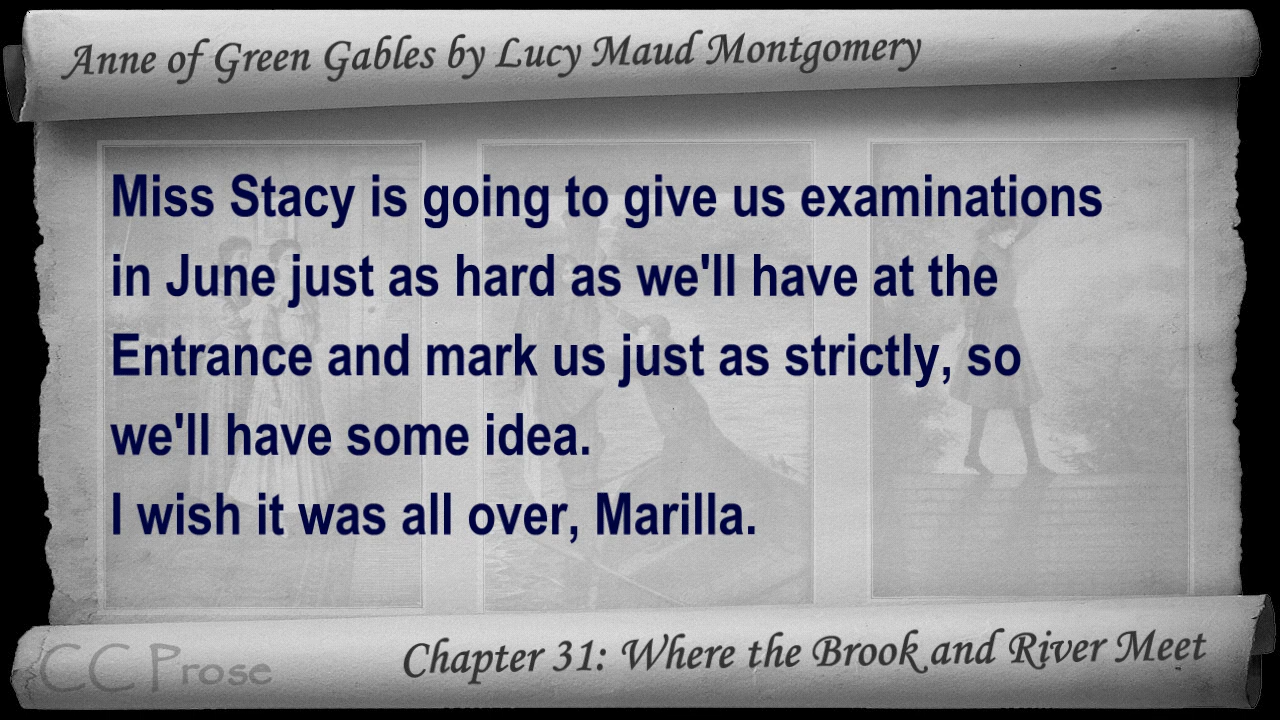 Anne of Green Gables by Lucy Maud Montgomery
Miss Stacy is going to give us examinations
in June just as hard as we'll have at the
Entrance and mark us just as strictly, so
we'll have some idea.
I wish it was all over, Marilla.
CC Prose
Chapter 31: Where the Brook and River Meet